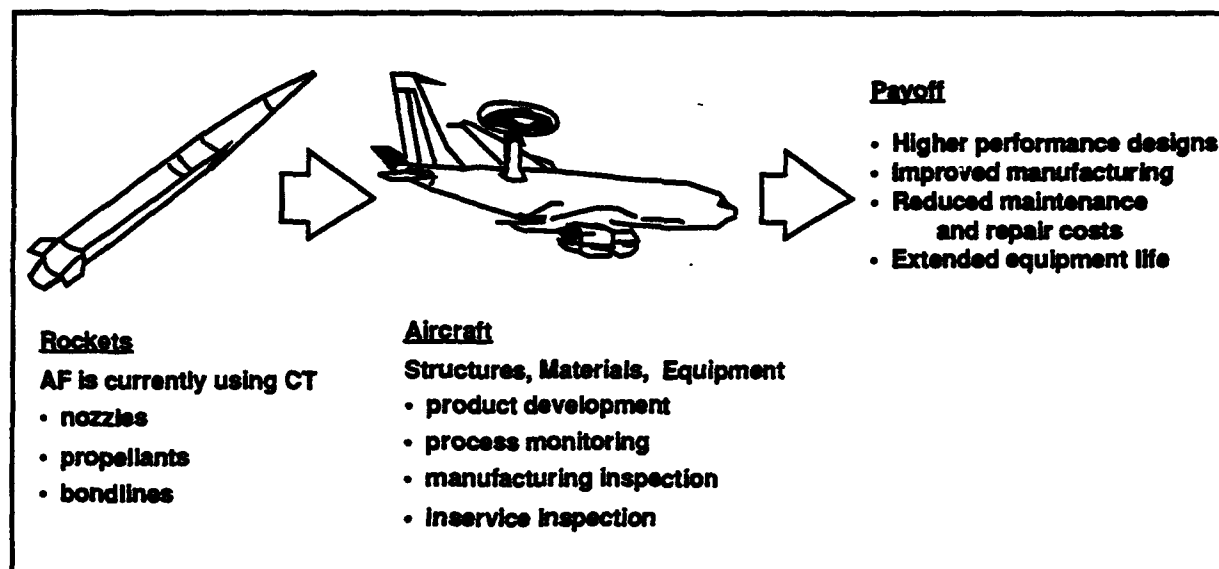 Rockets
AF is currently using CT
• nozzles
• propellants
• bondlines
Aircraft
Structures, Materials, Equipment
• product development
• process monitoring
• manufacturing inspection
• inservice inspection
Payoff
• Higher performance designs
• Improved manufacturing
• Reduced maintenance
and repair costs
• Extended equipment life